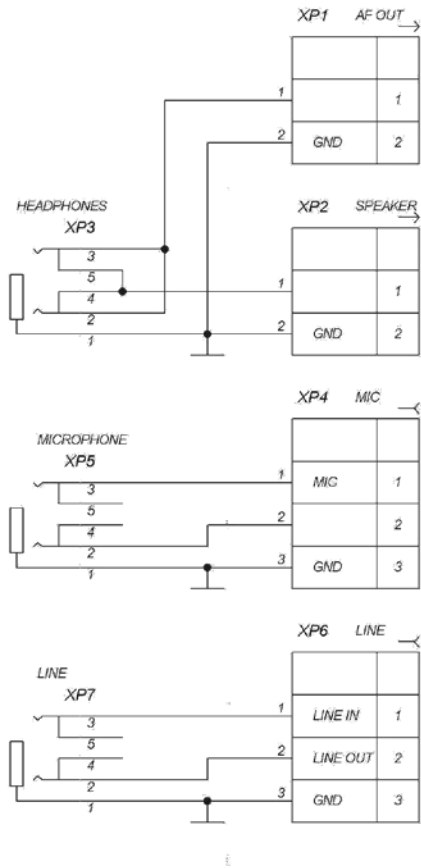 XP1 AF OUT
1 1
2 GND 2
HEADPHONES
XP3
XP2 SPEAKER
3
5
4
2
1
1 1
2 GND 2
XP4 MIC
MICROPHONE
XP5
3
5
4
2
1
1 MIC 1
2 2
3 GND 3
XP6 LINE
LINE
XP7
3
5
4
2
1
1 LINE IN 1
2 LINE OUT 2
3 GND 3